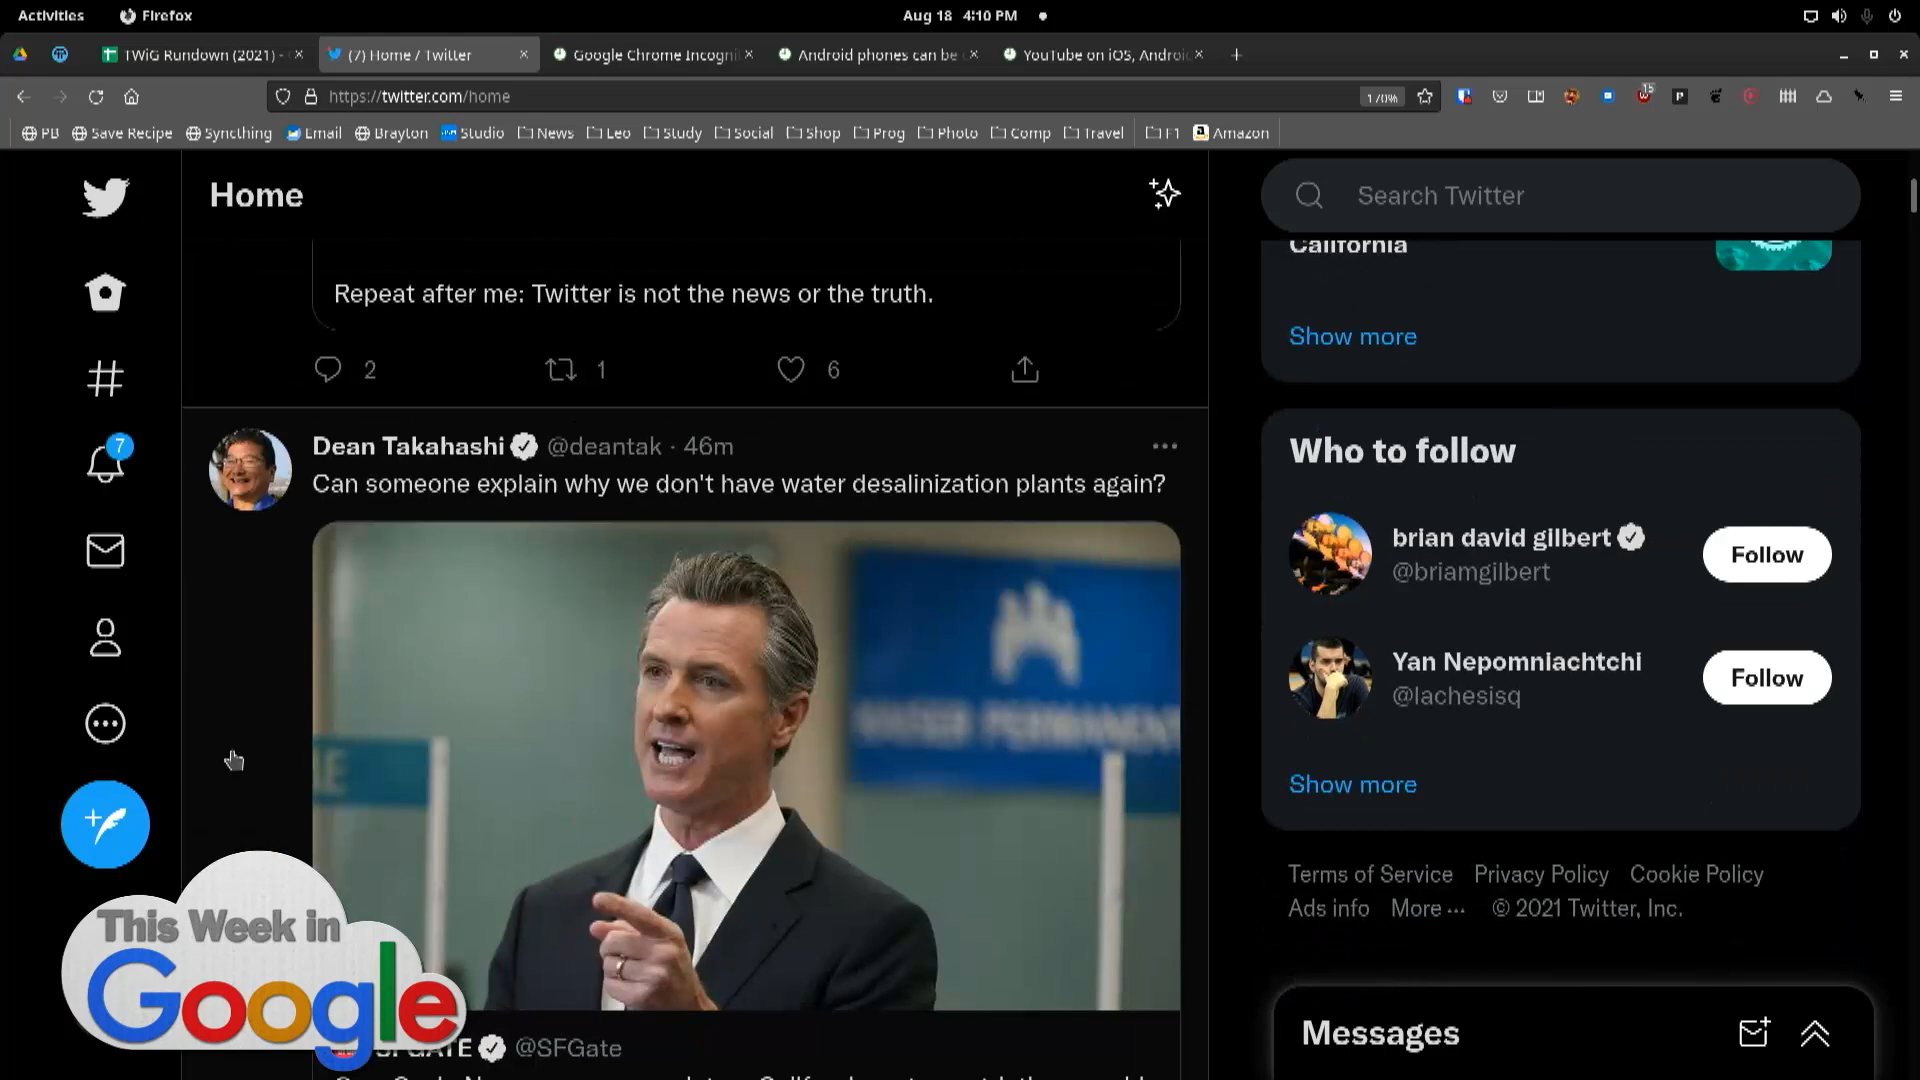 Activities
Firefox
Aug 18 4:10 PM
TWiG Rundown (2021) -
(7) Home / Twitter
Google Chrome Incogni
Android phones can be
YouTube on iOS, Androi
https://twitter.com/home
170%
15
PB
Save Recipe
Syncthing
Email
Brayton
Studio
News
Leo
Study
Social
Shop
Prog
Photo
Comp
Travel
F1
Amazon
Home
Search Twitter
California
Repeat after me: Twitter is not the news or the truth.
Show more
2
1
6
7
Dean Takahashi @deantak · 46m
Can someone explain why we don't have water desalinization plants again?
Who to follow
brian david gilbert
@briamgilbert
Follow
Yan Nepomniachtchi
@lachesisq
Follow
Show more
Terms of Service Privacy Policy Cookie Policy
Ads info More ··· © 2021 Twitter, Inc.
This Week in
Google
SFGATE @SFGate
Messages